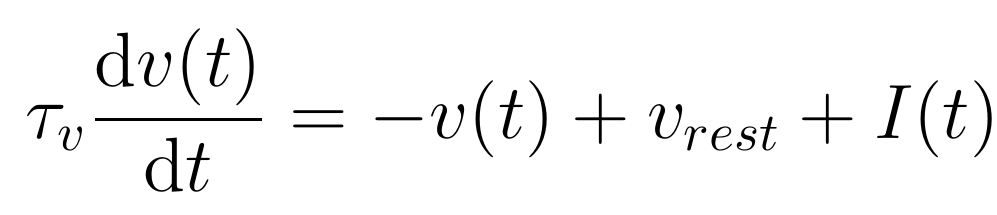 τ_v dv(t)/dt = −v(t) + v_rest + I(t)